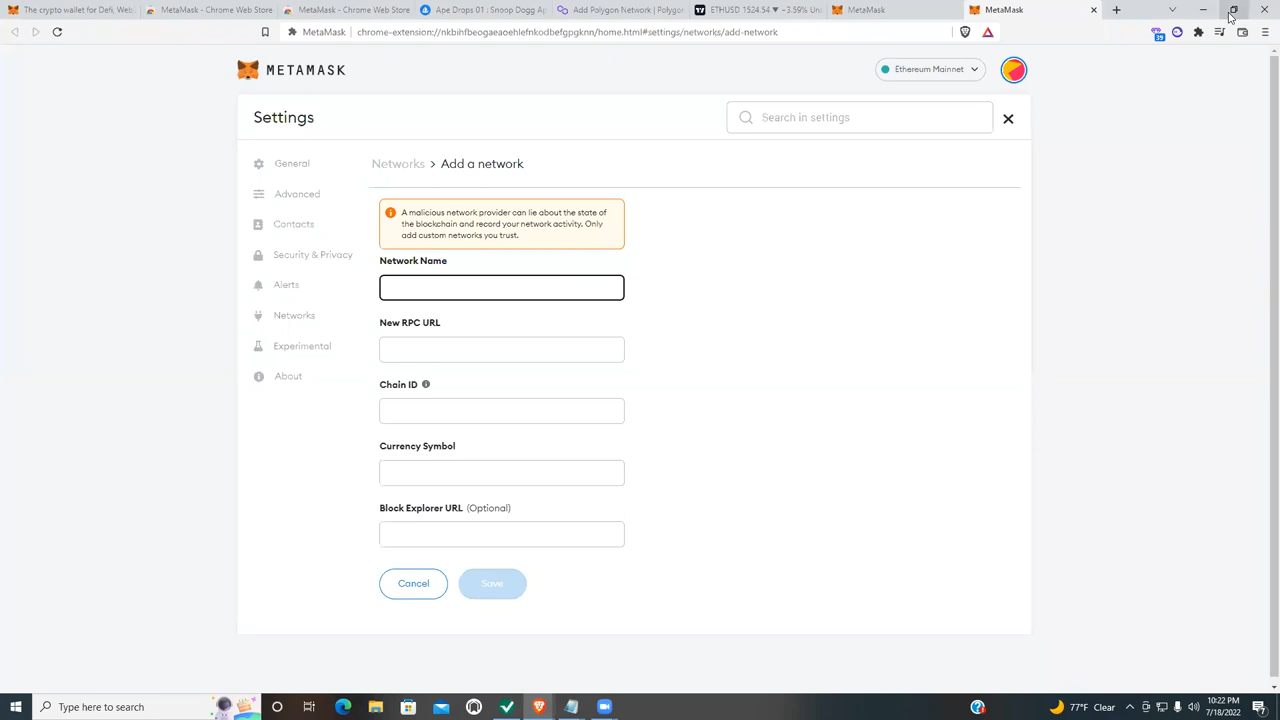 The crypto wallet for Defi, Web:
MetaMask - Chrome Web Store
MetaMask - Chrome Web Store
Ape Drops 01 : Snoop Dogg Ap
Add Polygon Network | Polygon
ETHUSD 1524.54 ▼ +3.59% Un
MetaMask
MetaMask
MetaMask
chrome-extension://nkbihfbeogaeaoehlefnkodbefgpgknn/home.html#settings/networks/add-network
39
METAMASK
Ethereum Mainnet
Settings
Search in settings
General
Advanced
Contacts
Security & Privacy
Alerts
Networks
Experimental
About
Networks > Add a network
A malicious network provider can lie about the state of
the blockchain and record your network activity. Only
add custom networks you trust.
Network Name
New RPC URL
Chain ID
Currency Symbol
Block Explorer URL (Optional)
Cancel
Save
Type here to search
77°F Clear
10:22 PM
7/18/2022